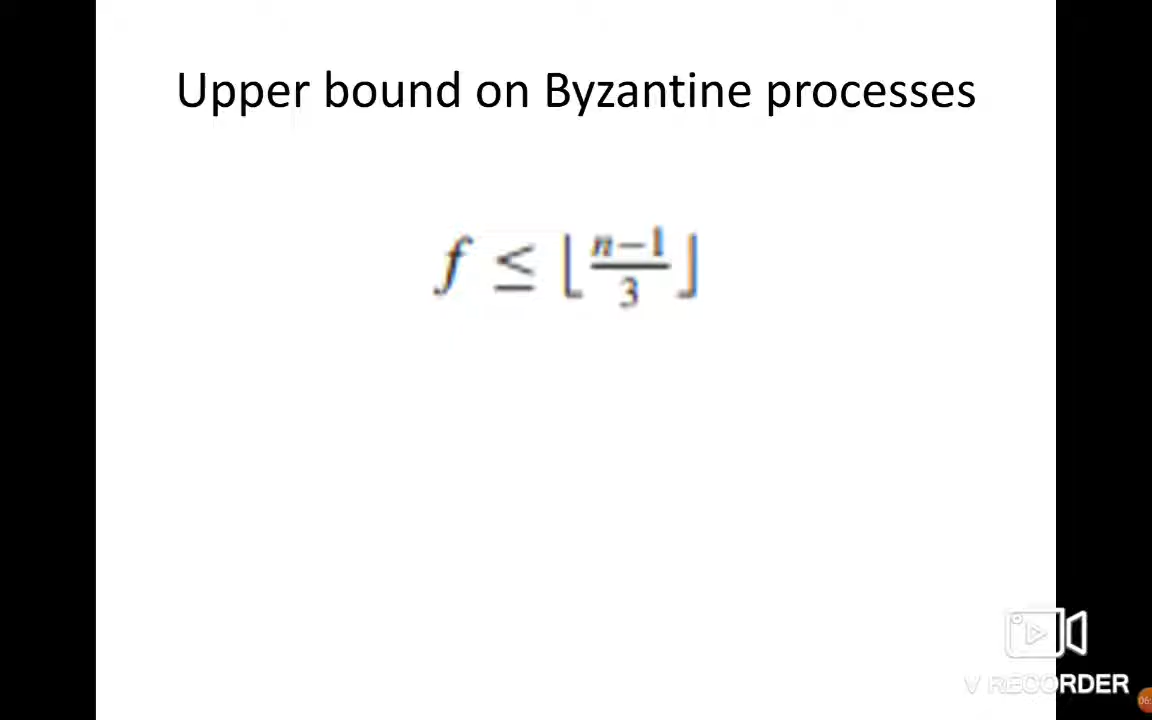 Upper bound on Byzantine processes
f ≤ ⌊n−1/3⌋
V RECORDER